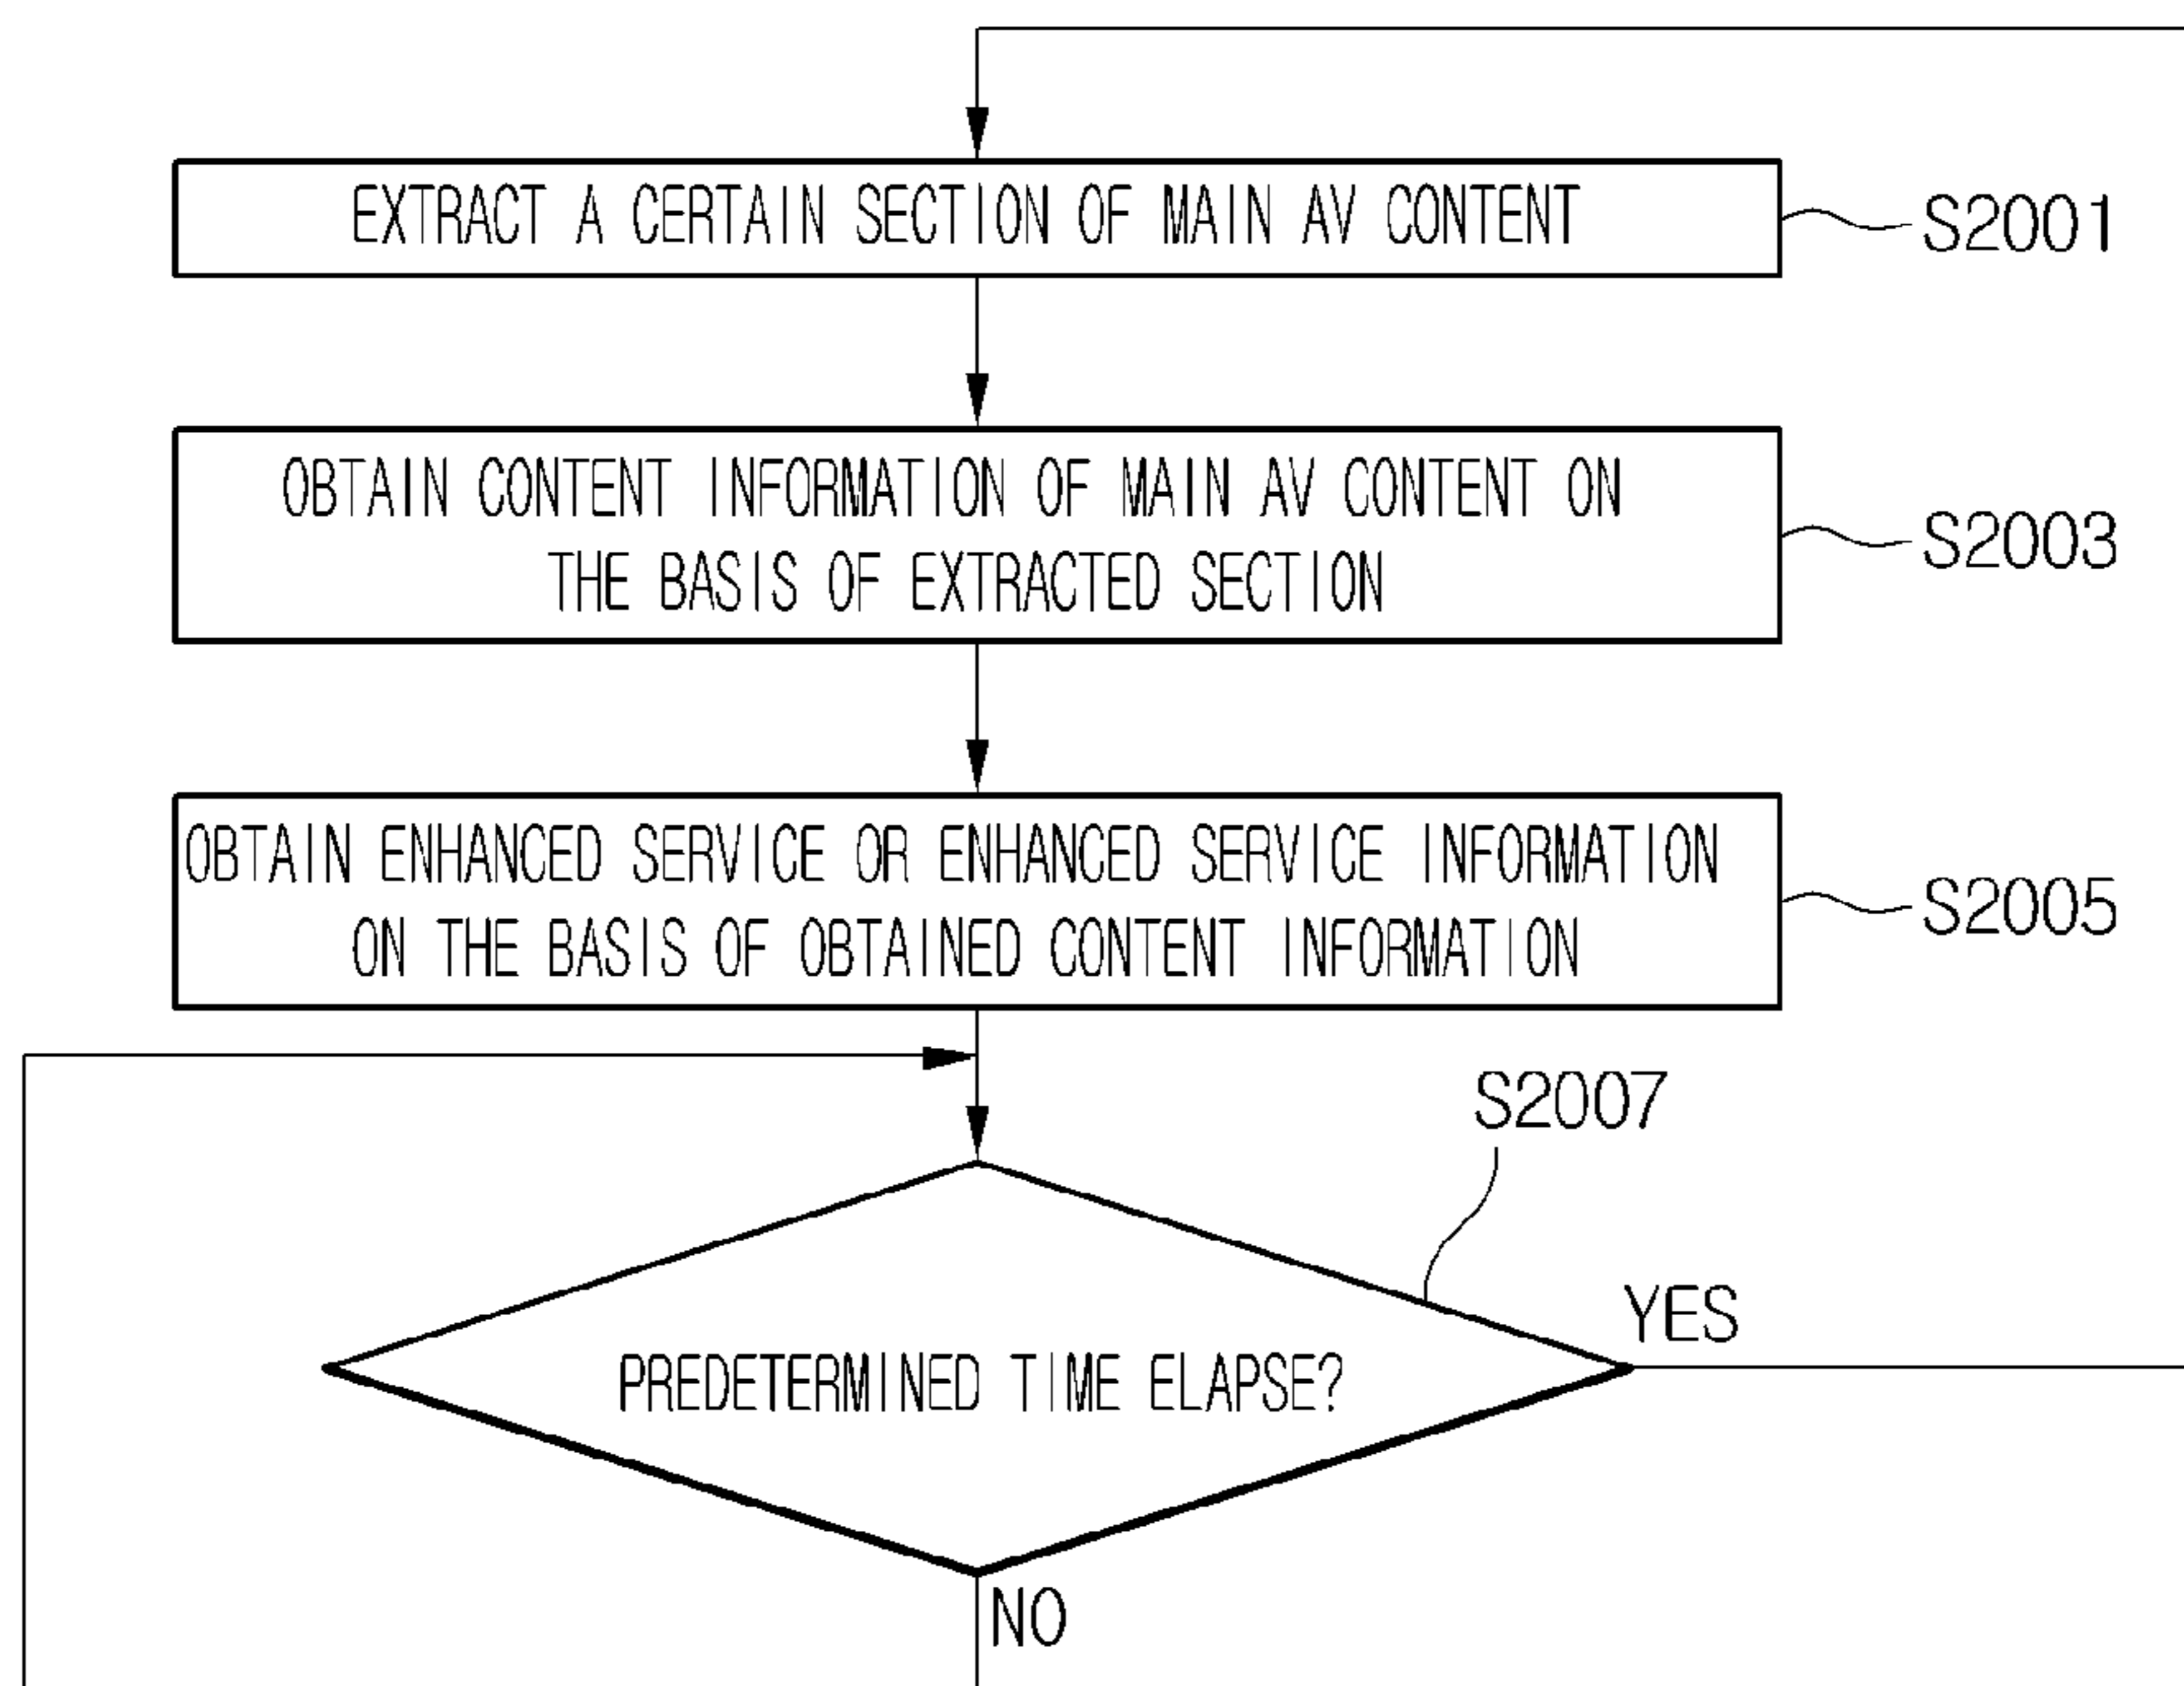 EXTRACT A CERTAIN SECTION OF MAIN AV CONTENT
S2001
OBTAIN CONTENT INFORMATION OF MAIN AV CONTENT ON
THE BASIS OF EXTRACTED SECTION
S2003
OBTAIN ENHANCED SERVICE OR ENHANCED SERVICE INFORMATION
ON THE BASIS OF OBTAINED CONTENT INFORMATION
S2005
S2007
YES
PREDETERMINED TIME ELAPSE?
NO